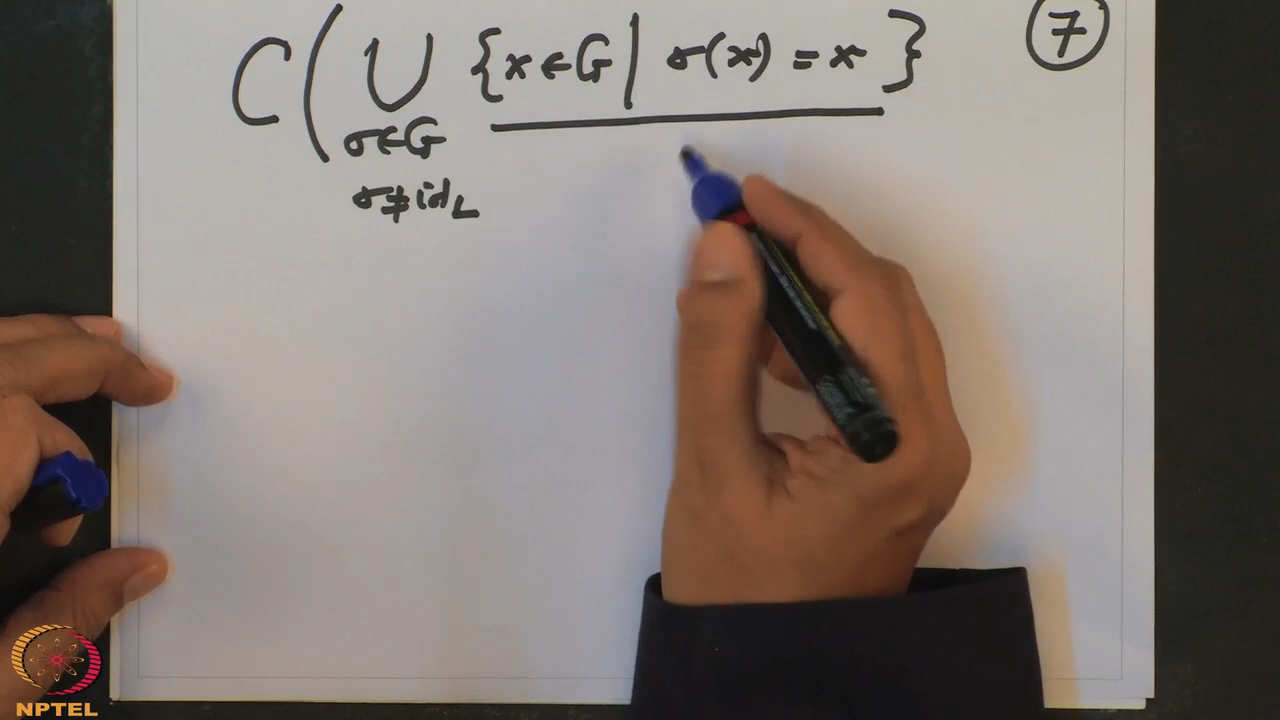 C ( ∪ {x ∈ G | σ(x) = x }
σ∈G
σ≠id_L
7
NPTEL